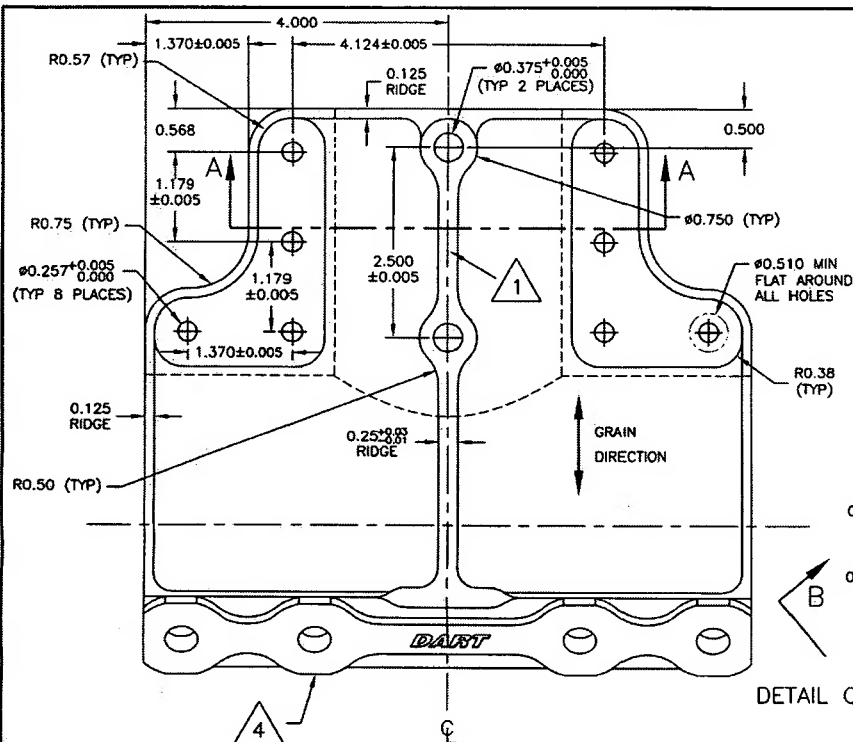 4.000
1.370±0.005
4.124±0.005
R0.57 (TYP)
0.125
RIDGE
ø0.375+0.005
0.000
(TYP 2 PLACES)
0.568
0.500
A
A
1.179
±0.005
R0.75 (TYP)
ø0.750 (TYP)
2.500
±0.005
ø0.257+0.005
0.000
(TYP 8 PLACES)
1.179
±0.005
1
ø0.510 MIN
FLAT AROUND
ALL HOLES
1.370±0.005
R0.38
(TYP)
0.125
RIDGE
0.25+0.03
-0.01
RIDGE
GRAIN
DIRECTION
R0.50 (TYP)
B
DART
DETAIL
4
℄